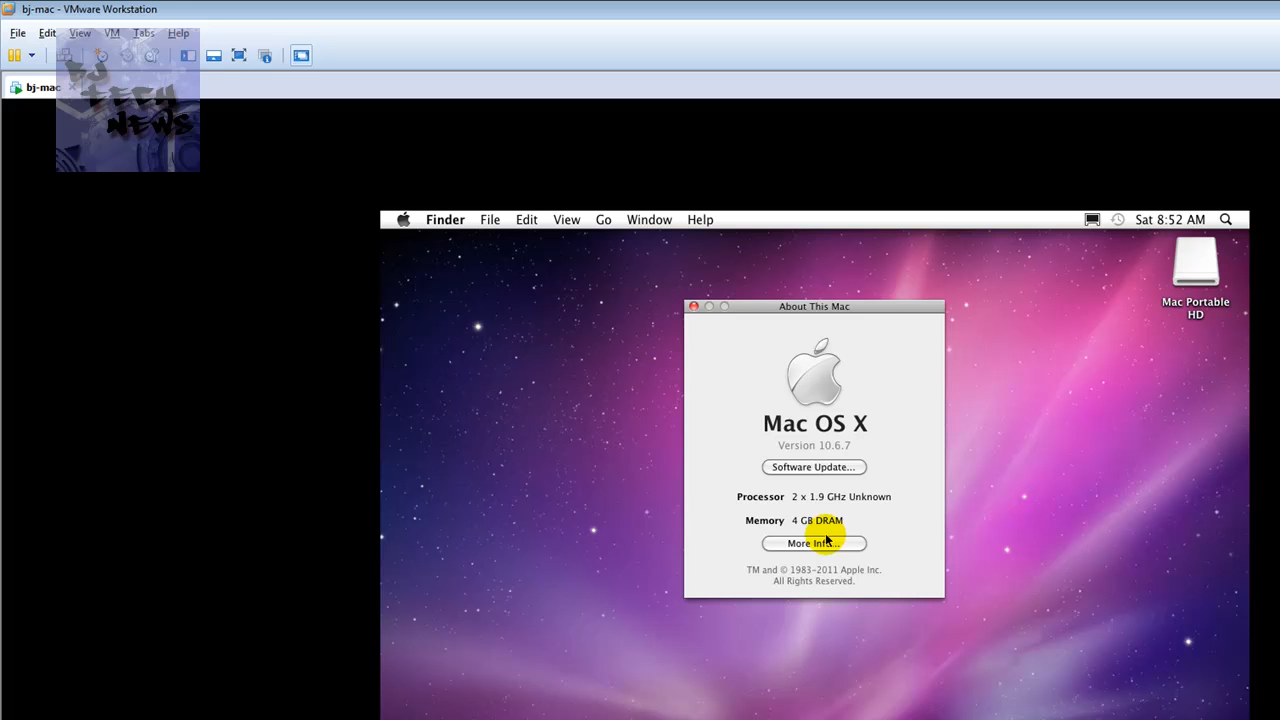 bj-mac - VMware Workstation
File Edit View VM Tabs Help
bj-mac
BJ
TECH
NEWS
Finder File Edit View Go Window Help Sat 8:52 AM
Mac Portable
HD
About This Mac
Mac OS X
Version 10.6.7
Software Update...
Processor 2 x 1.9 GHz Unknown
Memory 4 GB DRAM
More Info...
TM and © 1983-2011 Apple Inc.
All Rights Reserved.